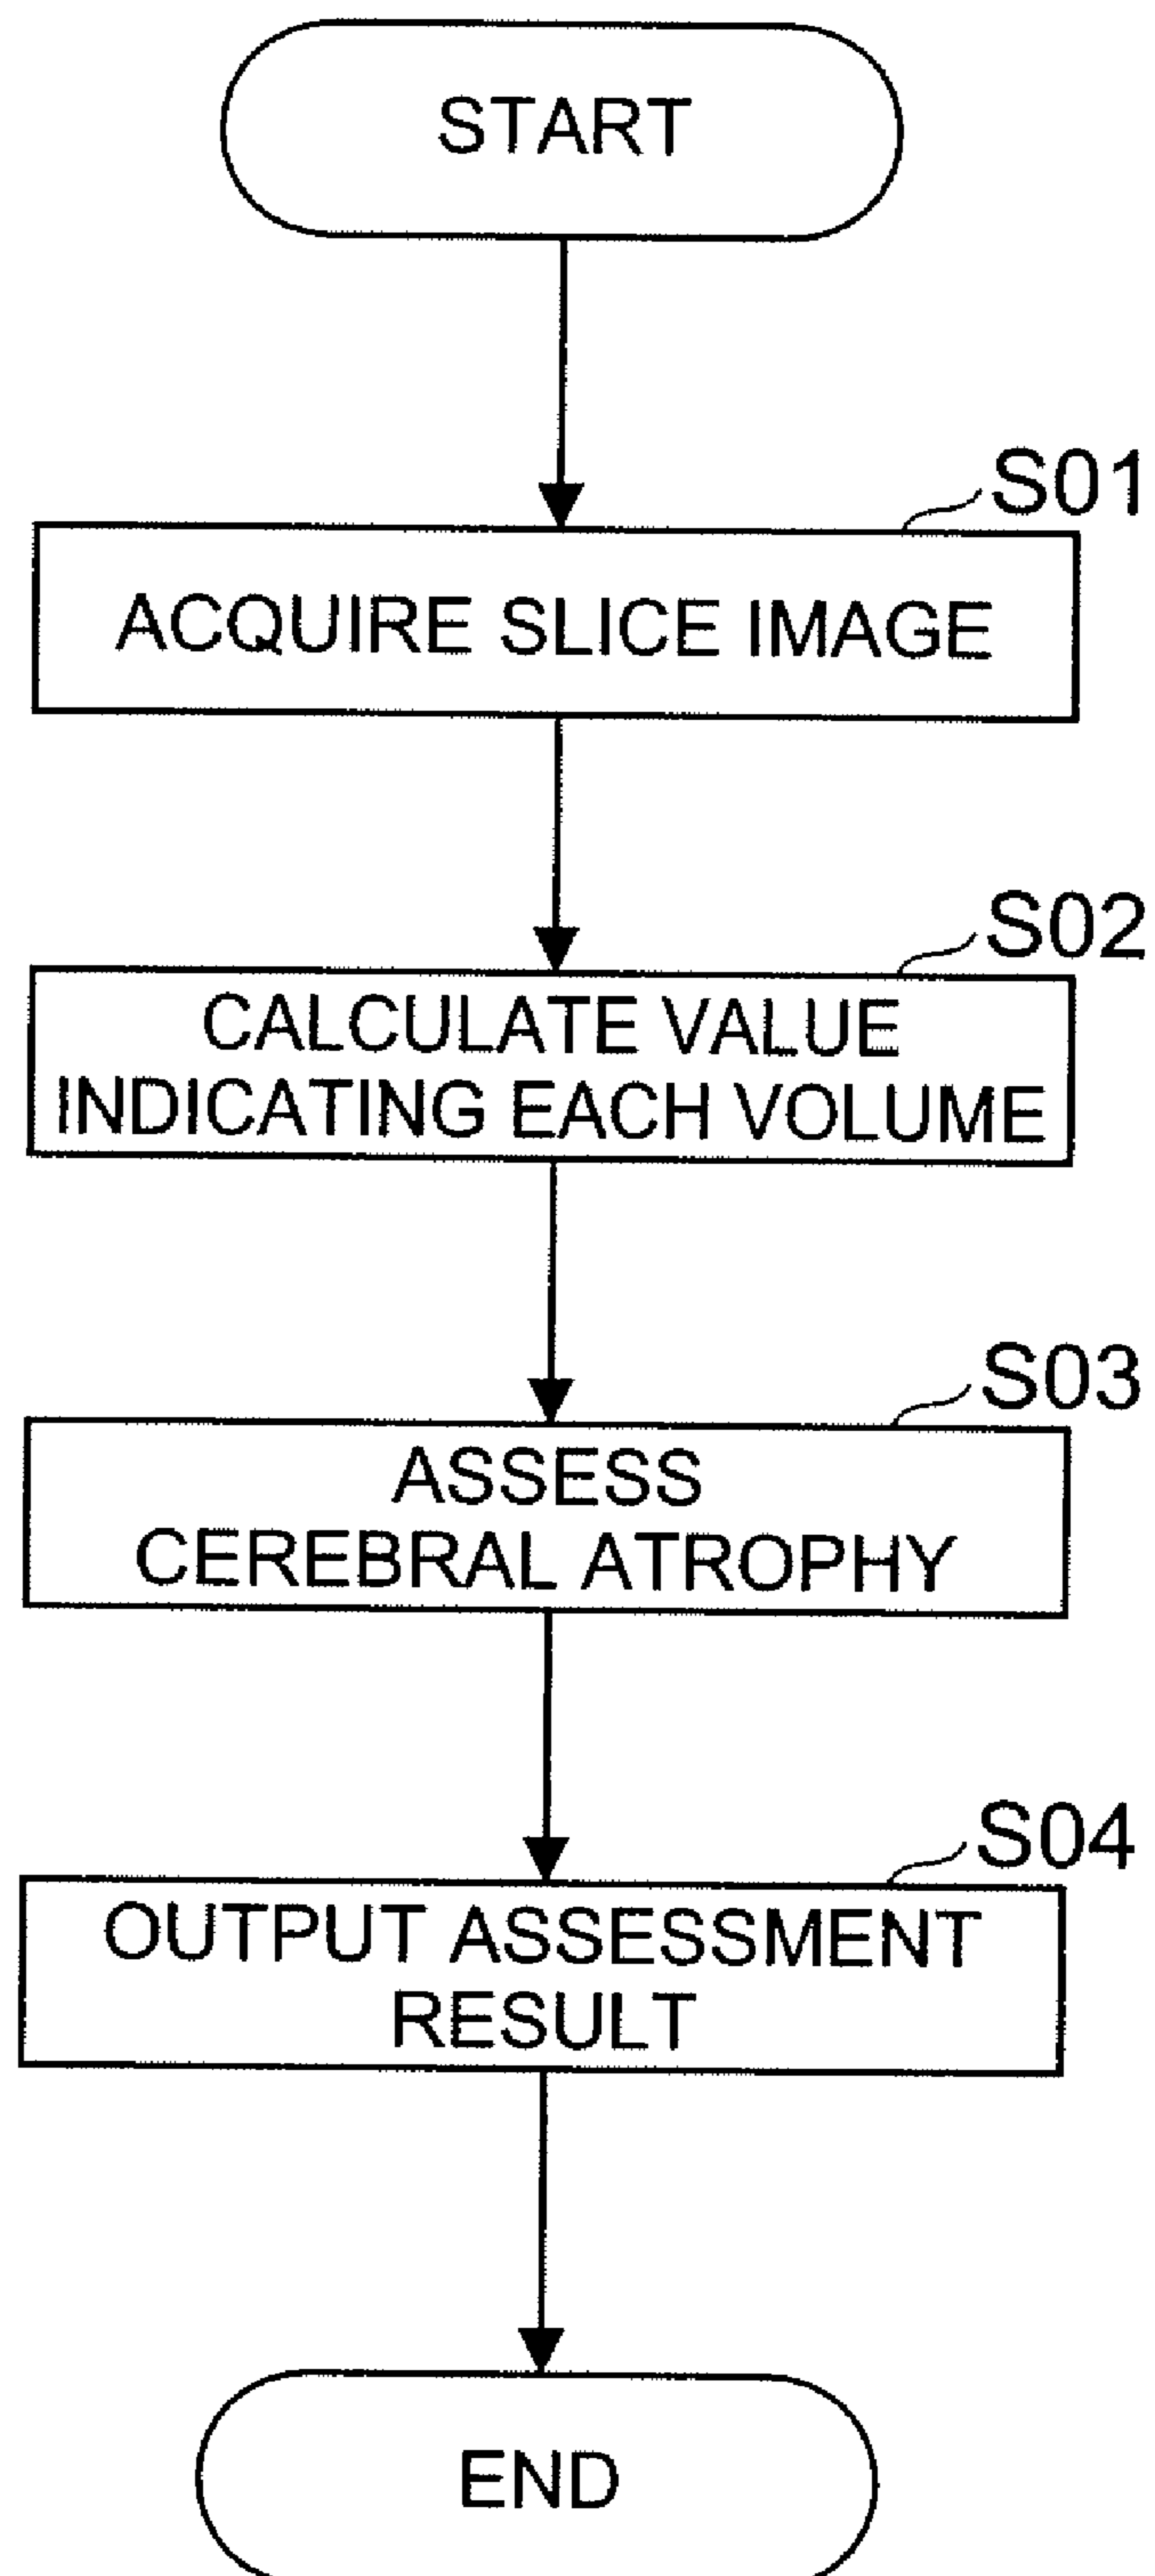 START
S01
ACQUIRE SLICE IMAGE
S02
CALCULATE VALUE
INDICATING EACH VOLUME
S03
ASSESS
CEREBRAL ATROPHY
S04
OUTPUT ASSESSMENT
RESULT
END